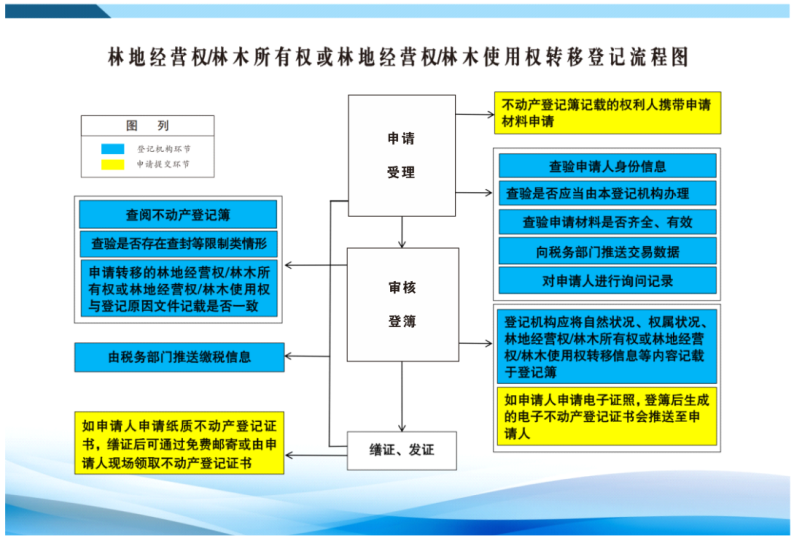 林地经营权/林木所有权或林地经营权/林木使用权转移登记流程图
图 列
登记机构环节
申请提交环节
申请
受理
不动产登记簿记载的权利人携带申请
材料申请
查验申请人身份信息
查验是否应当由本登记机构办理
查验申请材料是否齐全、有效
向税务部门推送交易数据
对申请人进行询问记录
查阅不动产登记簿
查验是否存在查封等限制类情形
申请转移的林地经营权/林木所
有权或林地经营权/林木使用权
与登记原因文件记载是否一致
审核
登簿
登记机构应将自然状况、权属状况、
林地经营权/林木所有权或林地经营
权/林木使用权转移信息等内容记载
于登记簿
由税务部门推送缴税信息
如申请人申请电子证照，登簿后生成
的电子不动产登记证书会推送至申
请人
如申请人申请纸质不动产登记证
书，缮证后可通过免费邮寄或由申
请人现场领取不动产登记证书
缮证、发证